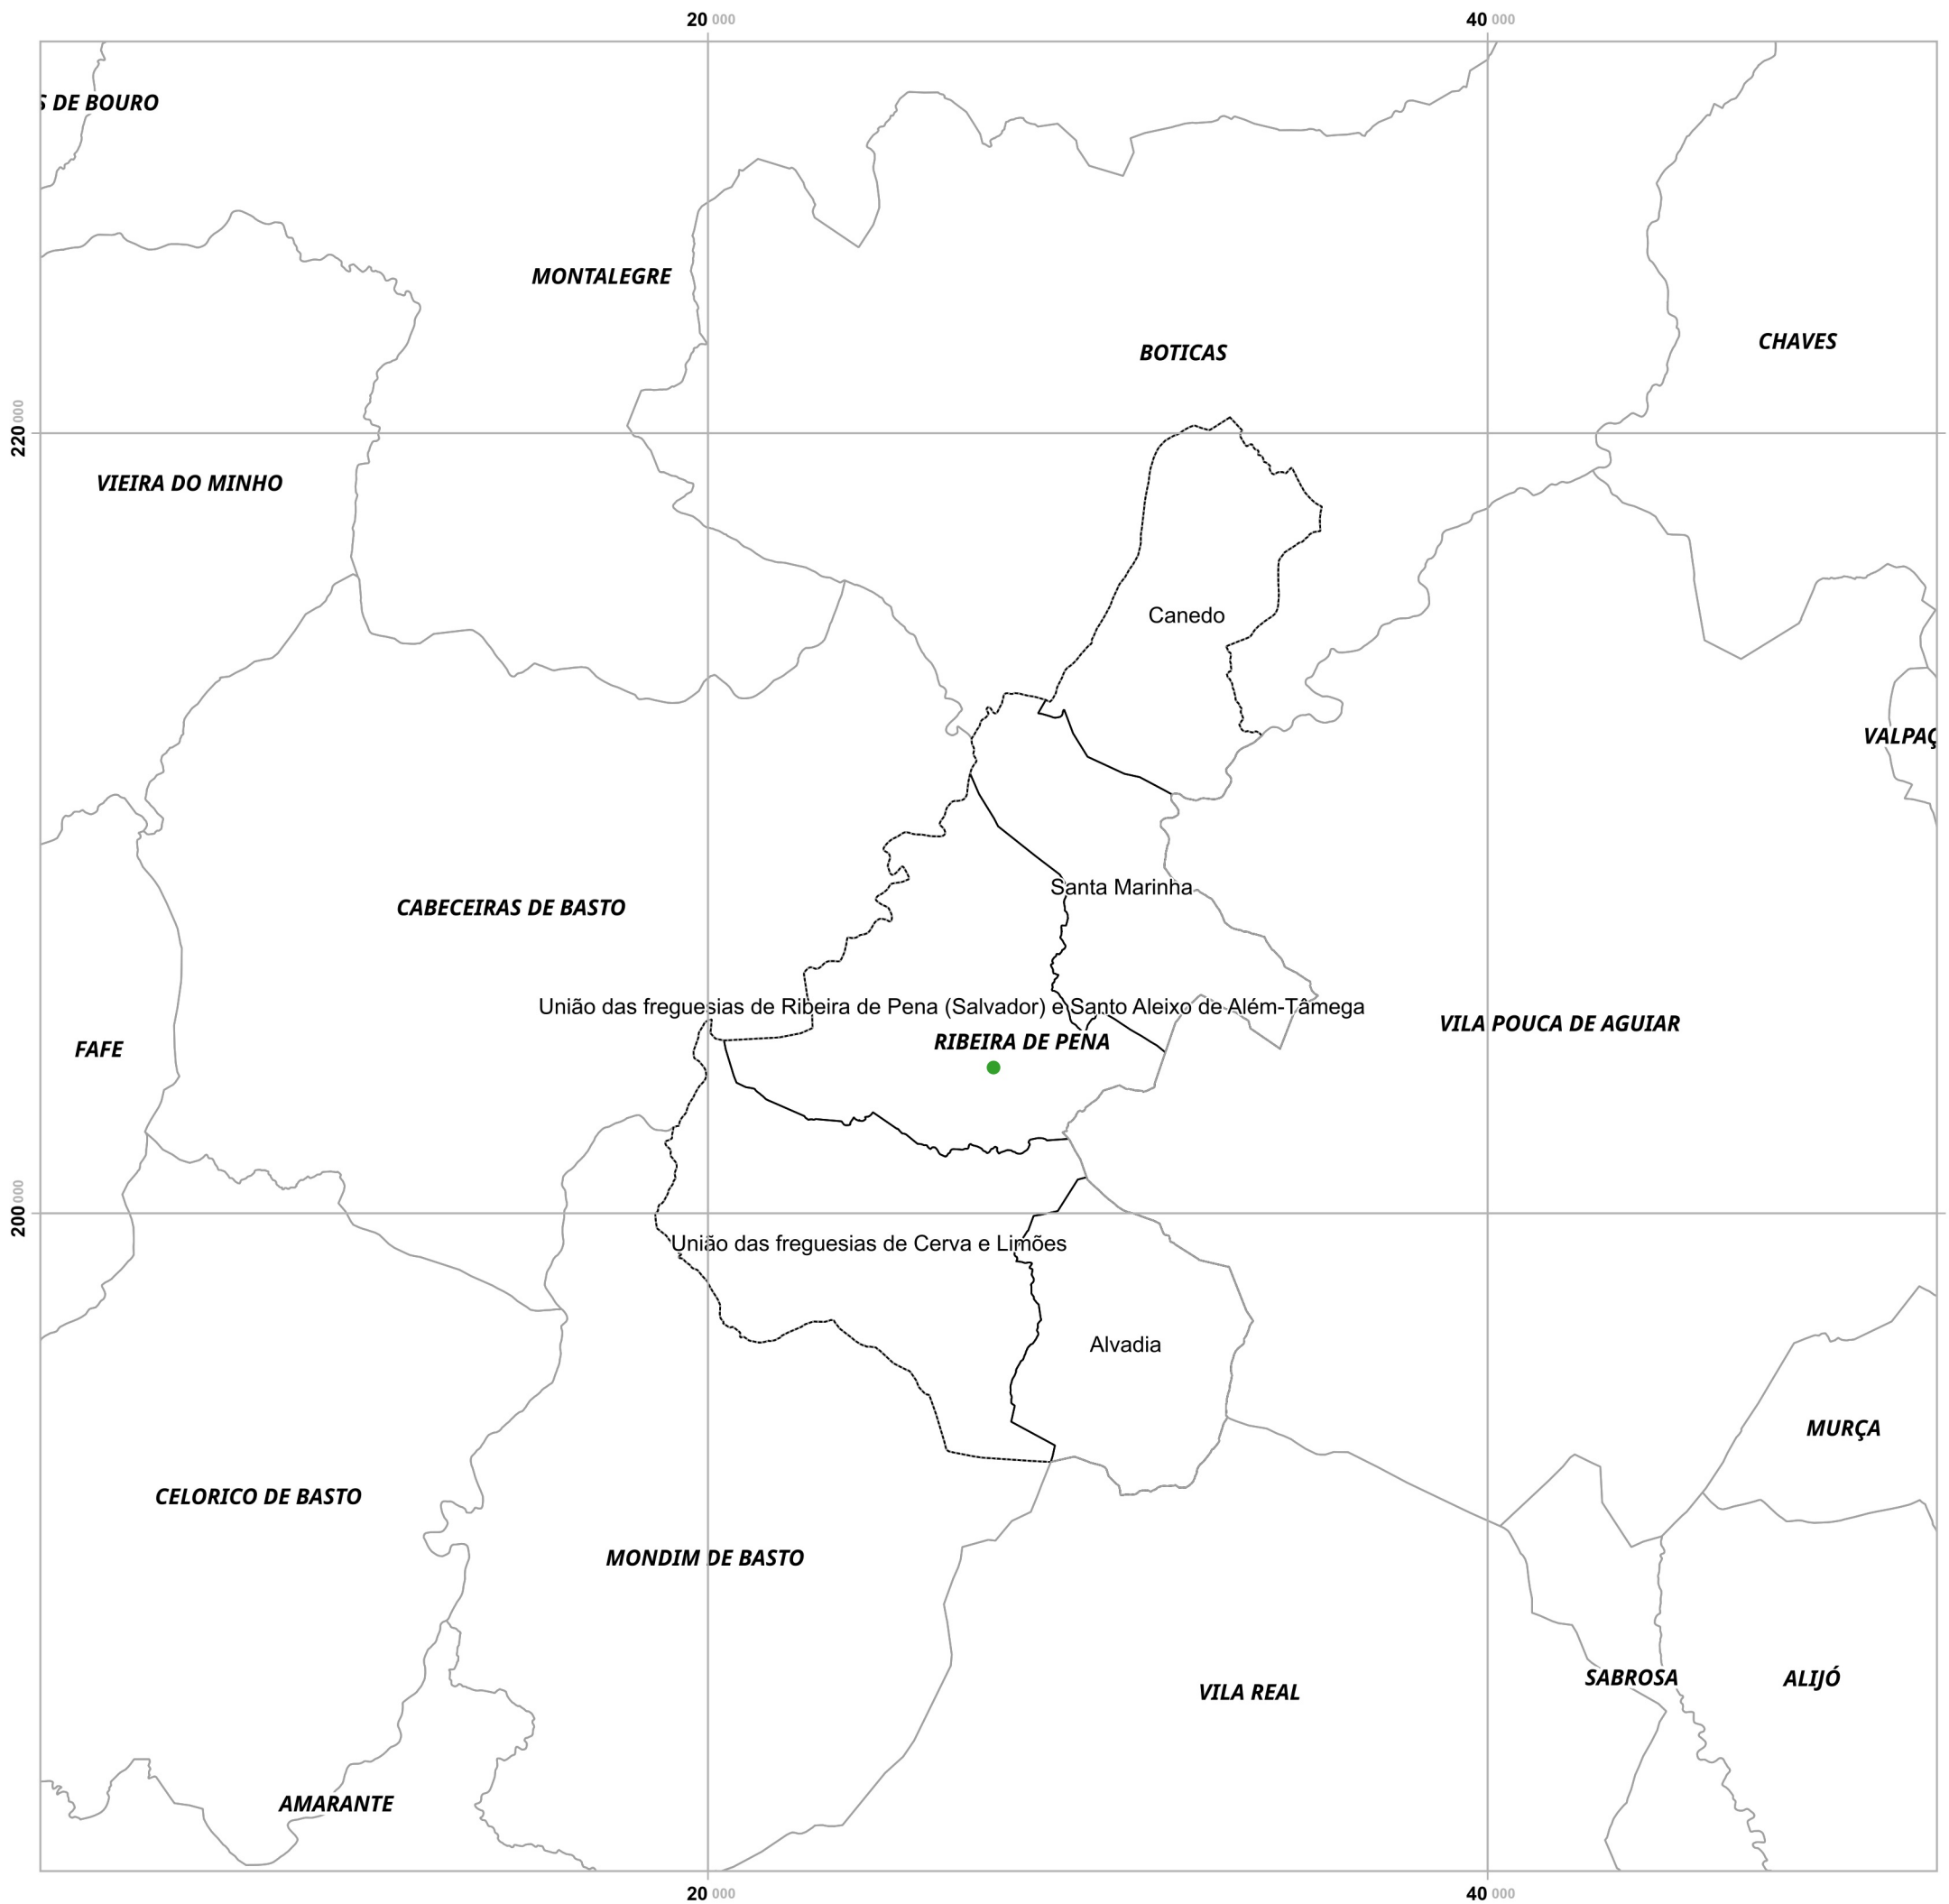 20 000
40 000
S DE BOURO
MONTALEGRE
CHAVES
BOTICAS
220 000
VIEIRA DO MINHO
Canedo
VALPAÇ
Santa Marinha
CABECEIRAS DE BASTO
União das freguesias de Ribeira de Pena (Salvador) e Santo Aleixo de Além-Tâmega
VILA POUCA DE AGUIAR
RIBEIRA DE PENA
FAFE
200 000
União das freguesias de Cerva e Limões
Alvadia
MURÇA
CELORICO DE BASTO
MONDIM DE BASTO
SABROSA
ALIJÓ
VILA REAL
AMARANTE
20 000
40 000